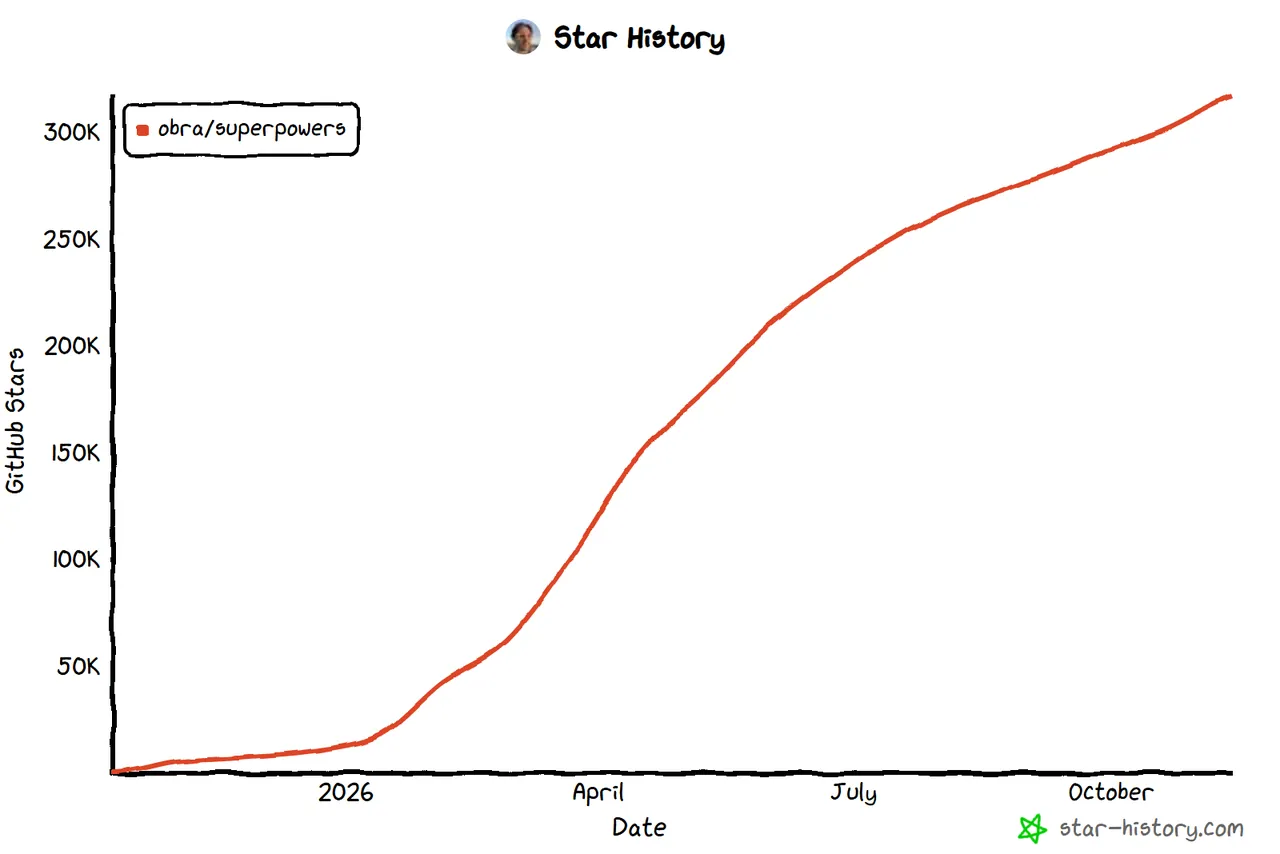 Star History
obra/superpowers
300K
250K
200K
150K
100K
50K
GitHub Stars
2026
April
July
October
Date
star-history.com